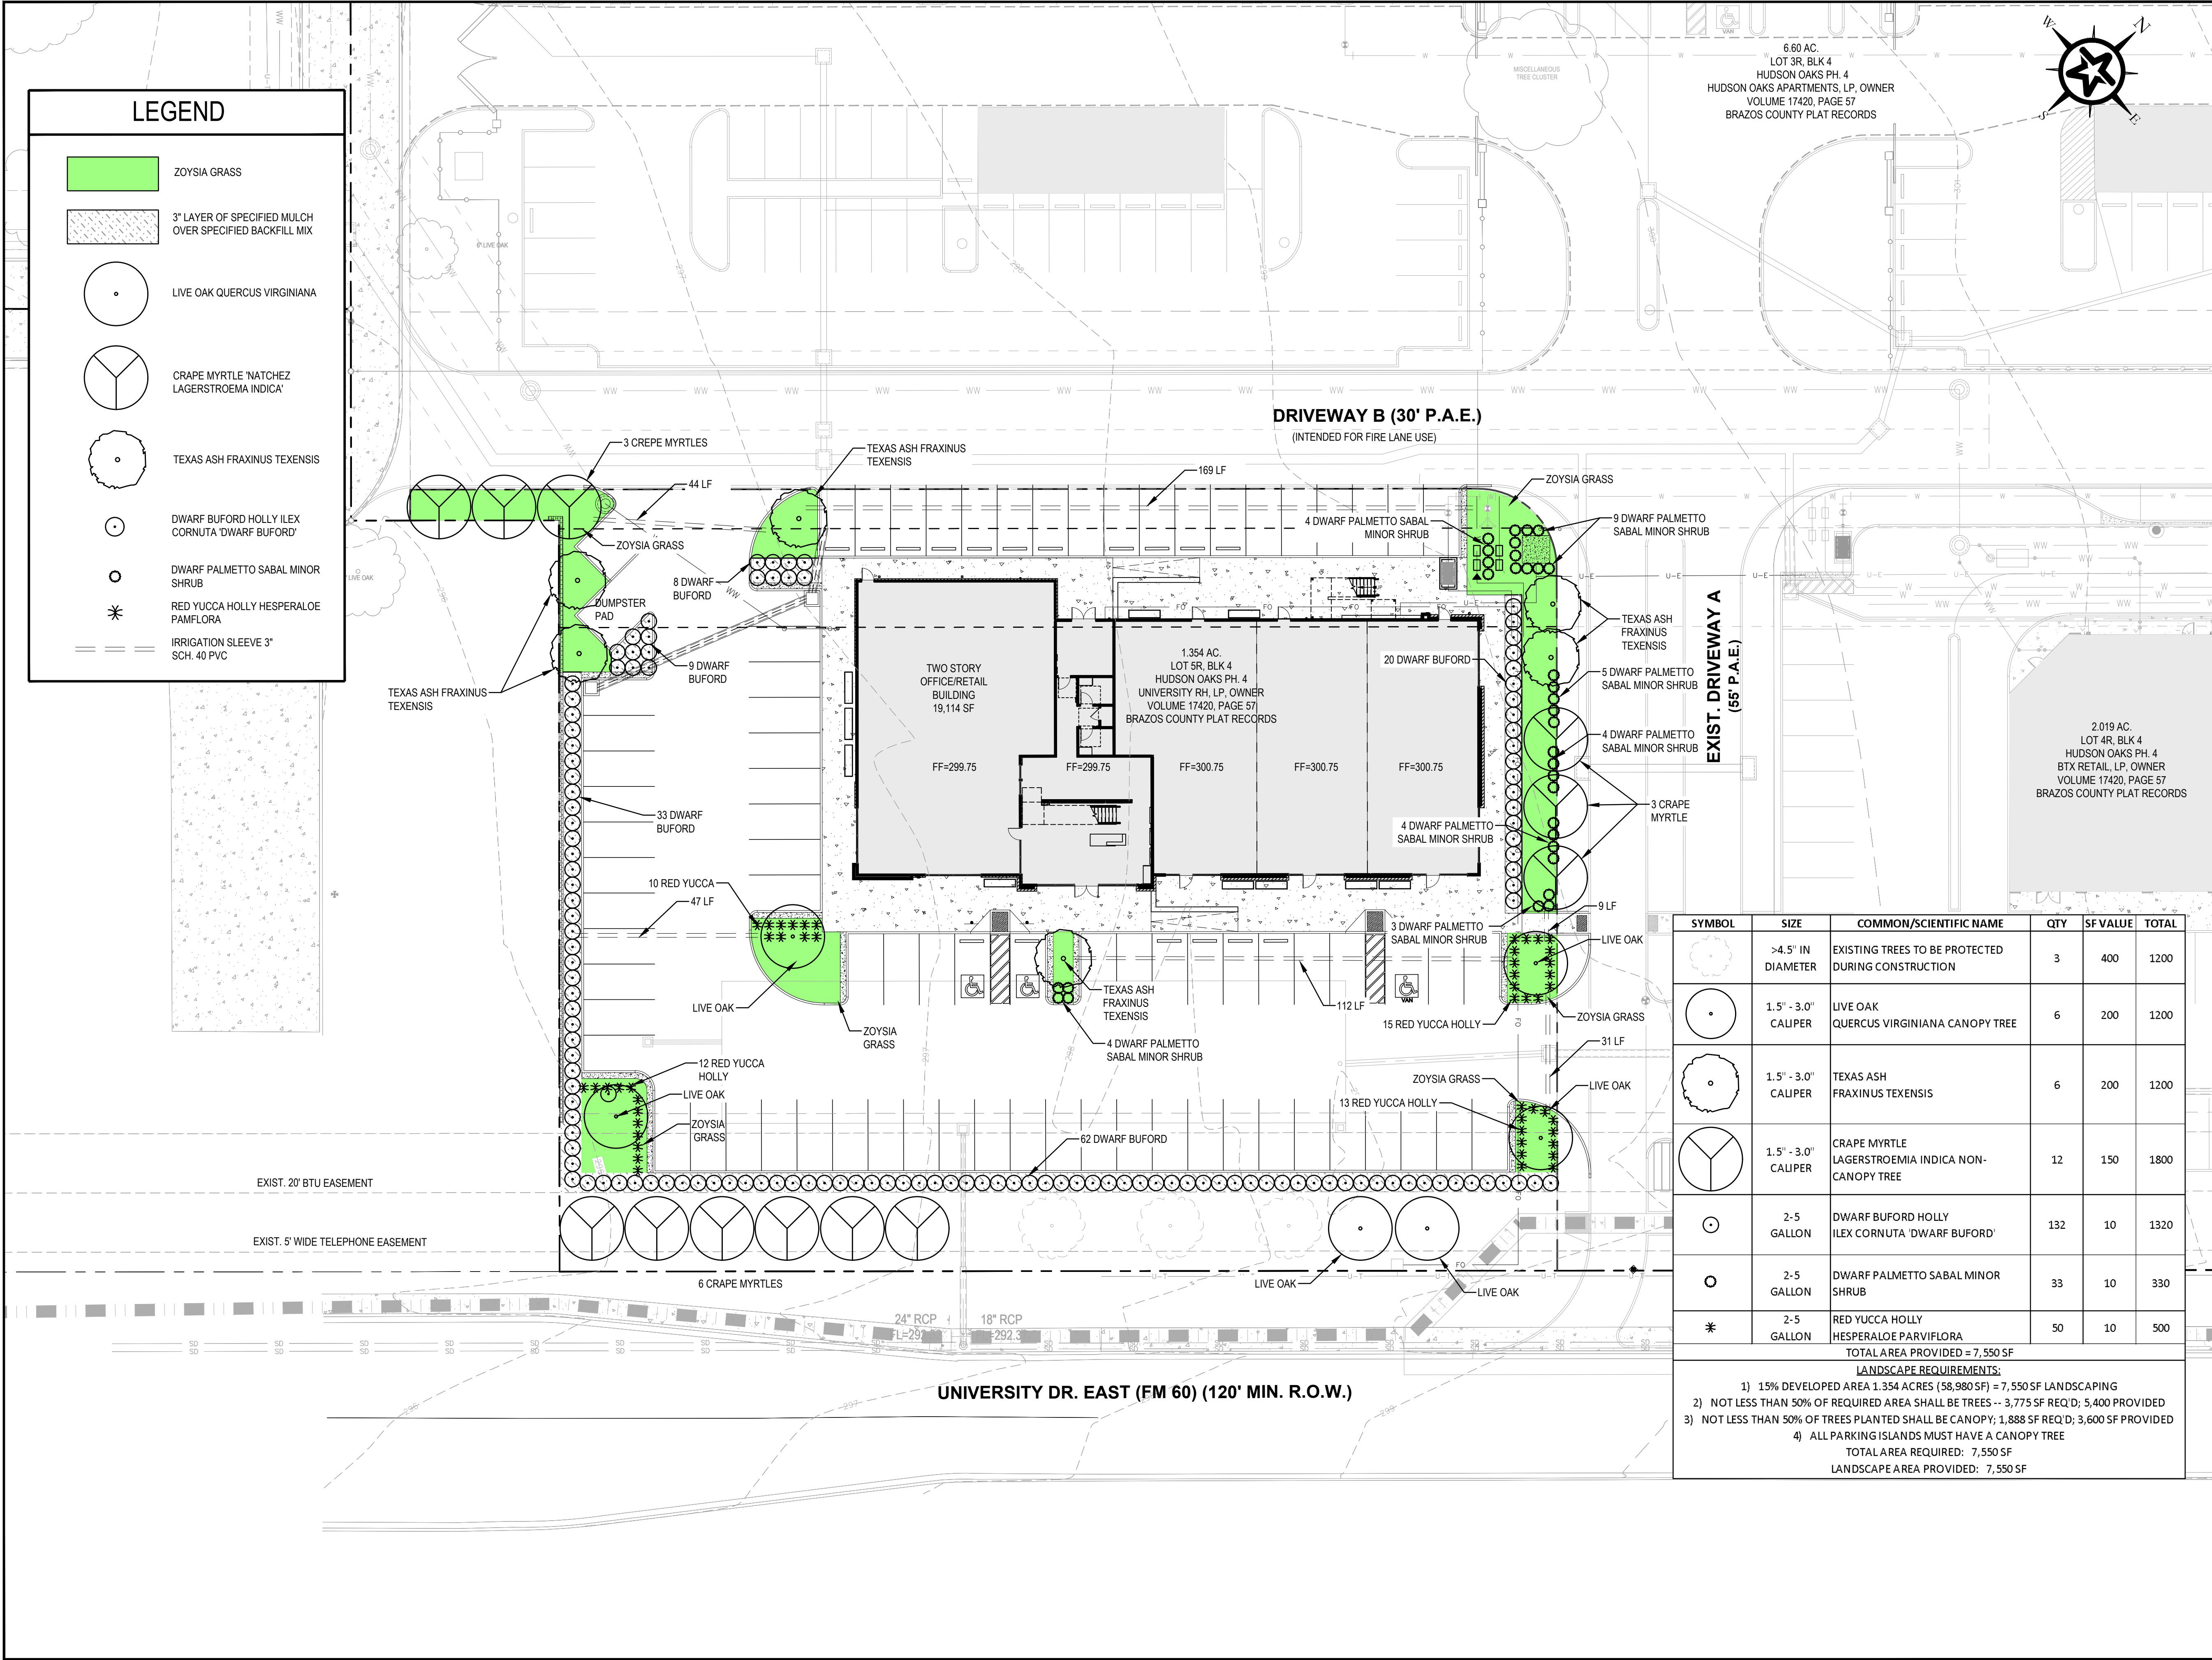 LEGEND
ZOYSIA GRASS
3" LAYER OF SPECIFIED MULCH
OVER SPECIFIED BACKFILL MIX
LIVE OAK QUERCUS VIRGINIANA
CRAPE MYRTLE 'NATCHEZ
LAGERSTROEMA INDICA'
TEXAS ASH FRAXINUS TEXENSIS
DWARF BUFORD HOLLY ILEX
CORNUTA 'DWARF BUFORD'
DWARF PALMETTO SABAL MINOR
SHRUB
RED YUCCA HOLLY HESPERALOE
PAMFLORA
IRRIGATION SLEEVE 3"
SCH. 40 PVC
MISCELLANEOUS
TREE CLUSTER
VAN
6.60 AC.
LOT 3R, BLK 4
HUDSON OAKS PH. 4
HUDSON OAKS APARTMENTS, LP, OWNER
VOLUME 17420, PAGE 57
BRAZOS COUNTY PLAT RECORDS
W
N
S
E
6" LIVE OAK
LIVE OAK
DRIVEWAY B (30' P.A.E.)
(INTENDED FOR FIRE LANE USE)
3 CREPE MYRTLES
44 LF
TEXAS ASH FRAXINUS
TEXENSIS
169 LF
ZOYSIA GRASS
ZOYSIA GRASS
4 DWARF PALMETTO SABAL
MINOR SHRUB
9 DWARF PALMETTO
SABAL MINOR SHRUB
8 DWARF
BUFORD
DUMPSTER
PAD
9 DWARF
BUFORD
TEXAS ASH FRAXINUS
TEXENSIS
TEXAS ASH
FRAXINUS
TEXENSIS
20 DWARF BUFORD
5 DWARF PALMETTO
SABAL MINOR SHRUB
EXIST. DRIVEWAY A
(55' P.A.E.)
TWO STORY
OFFICE/RETAIL
BUILDING
19,114 SF
1.354 AC.
LOT 5R, BLK 4
HUDSON OAKS PH. 4
UNIVERSITY RH, LP, OWNER
VOLUME 17420, PAGE 57
BRAZOS COUNTY PLAT RECORDS
4 DWARF PALMETTO
SABAL MINOR SHRUB
2.019 AC.
LOT 4R, BLK 4
HUDSON OAKS PH. 4
BTX RETAIL, LP, OWNER
VOLUME 17420, PAGE 57
BRAZOS COUNTY PLAT RECORDS
FF=299.75
FF=299.75
FF=300.75
FF=300.75
FF=300.75
3 CRAPE
MYRTLE
33 DWARF
BUFORD
4 DWARF PALMETTO
SABAL MINOR SHRUB
10 RED YUCCA
47 LF
9 LF
3 DWARF PALMETTO
SABAL MINOR SHRUB
LIVE OAK
LIVE OAK
ZOYSIA
GRASS
TEXAS ASH
FRAXINUS
TEXENSIS
4 DWARF PALMETTO
SABAL MINOR SHRUB
VAN
112 LF
15 RED YUCCA HOLLY
ZOYSIA GRASS
31 LF
12 RED YUCCA
HOLLY
LIVE OAK
ZOYSIA
GRASS
ZOYSIA GRASS
LIVE OAK
13 RED YUCCA HOLLY
62 DWARF BUFORD
EXIST. 20' BTU EASEMENT
EXIST. 5' WIDE TELEPHONE EASEMENT
6 CRAPE MYRTLES
LIVE OAK
LIVE OAK
24" RCP
18" RCP
UNIVERSITY DR. EAST (FM 60) (120' MIN. R.O.W.)
SYMBOL SIZE COMMON/SCIENTIFIC NAME QTY SF VALUE TOTAL
>4.5" IN DIAMETER EXISTING TREES TO BE PROTECTED DURING CONSTRUCTION 3 400 1200
1.5" - 3.0" CALIPER LIVE OAK QUERCUS VIRGINIANA CANOPY TREE 6 200 1200
1.5" - 3.0" CALIPER TEXAS ASH FRAXINUS TEXENSIS 6 200 1200
1.5" - 3.0" CALIPER CRAPE MYRTLE LAGERSTROEMIA INDICA NON-CANOPY TREE 12 150 1800
2-5 GALLON DWARF BUFORD HOLLY ILEX CORNUTA 'DWARF BUFORD' 132 10 1320
2-5 GALLON DWARF PALMETTO SABAL MINOR SHRUB 33 10 330
2-5 GALLON RED YUCCA HOLLY HESPERALOE PARVIFLORA 50 10 500
TOTAL AREA PROVIDED = 7,550 SF
LANDSCAPE REQUIREMENTS:
1) 15% DEVELOPED AREA 1.354 ACRES (58,980 SF) = 7,550 SF LANDSCAPING
2) NOT LESS THAN 50% OF REQUIRED AREA SHALL BE TREES -- 3,775 SF REQ'D; 5,400 PROVIDED
3) NOT LESS THAN 50% OF TREES PLANTED SHALL BE CANOPY; 1,888 SF REQ'D; 3,600 SF PROVIDED
4) ALL PARKING ISLANDS MUST HAVE A CANOPY TREE
TOTAL AREA REQUIRED: 7,550 SF
LANDSCAPE AREA PROVIDED: 7,550 SF